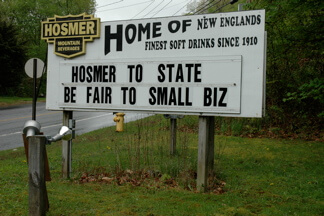 HOSMER
MOUNTAIN
BEVERAGES
HOME OF NEW ENGLANDS
FINEST SOFT DRINKS SINCE 1910
HOSMER TO STATE
BE FAIR TO SMALL BIZ